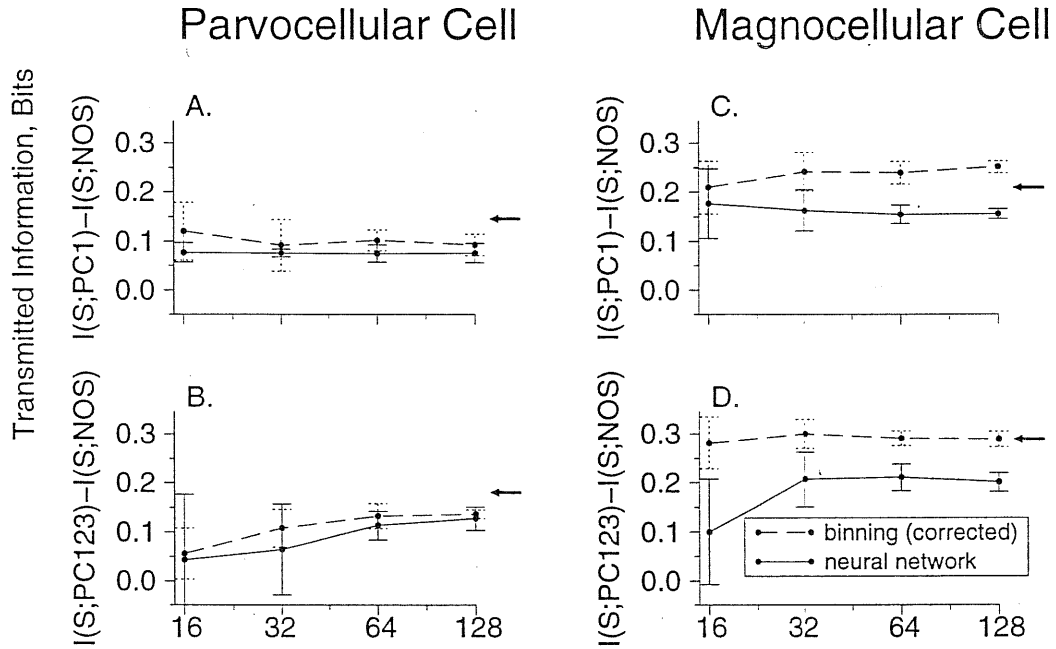 Parvocellular Cell
Magnocellular Cell
Transmitted Information, Bits
A.
I(S;PC1)–I(S;NOS)
0.3
0.2
0.1
0.0
C.
I(S;PC1)–I(S;NOS)
0.3
0.2
0.1
0.0
B.
I(S;PC123)–I(S;NOS)
0.3
0.2
0.1
0.0
16 32 64 128
D.
I(S;PC123)–I(S;NOS)
0.3
0.2
0.1
0.0
binning (corrected)
neural network
16 32 64 128